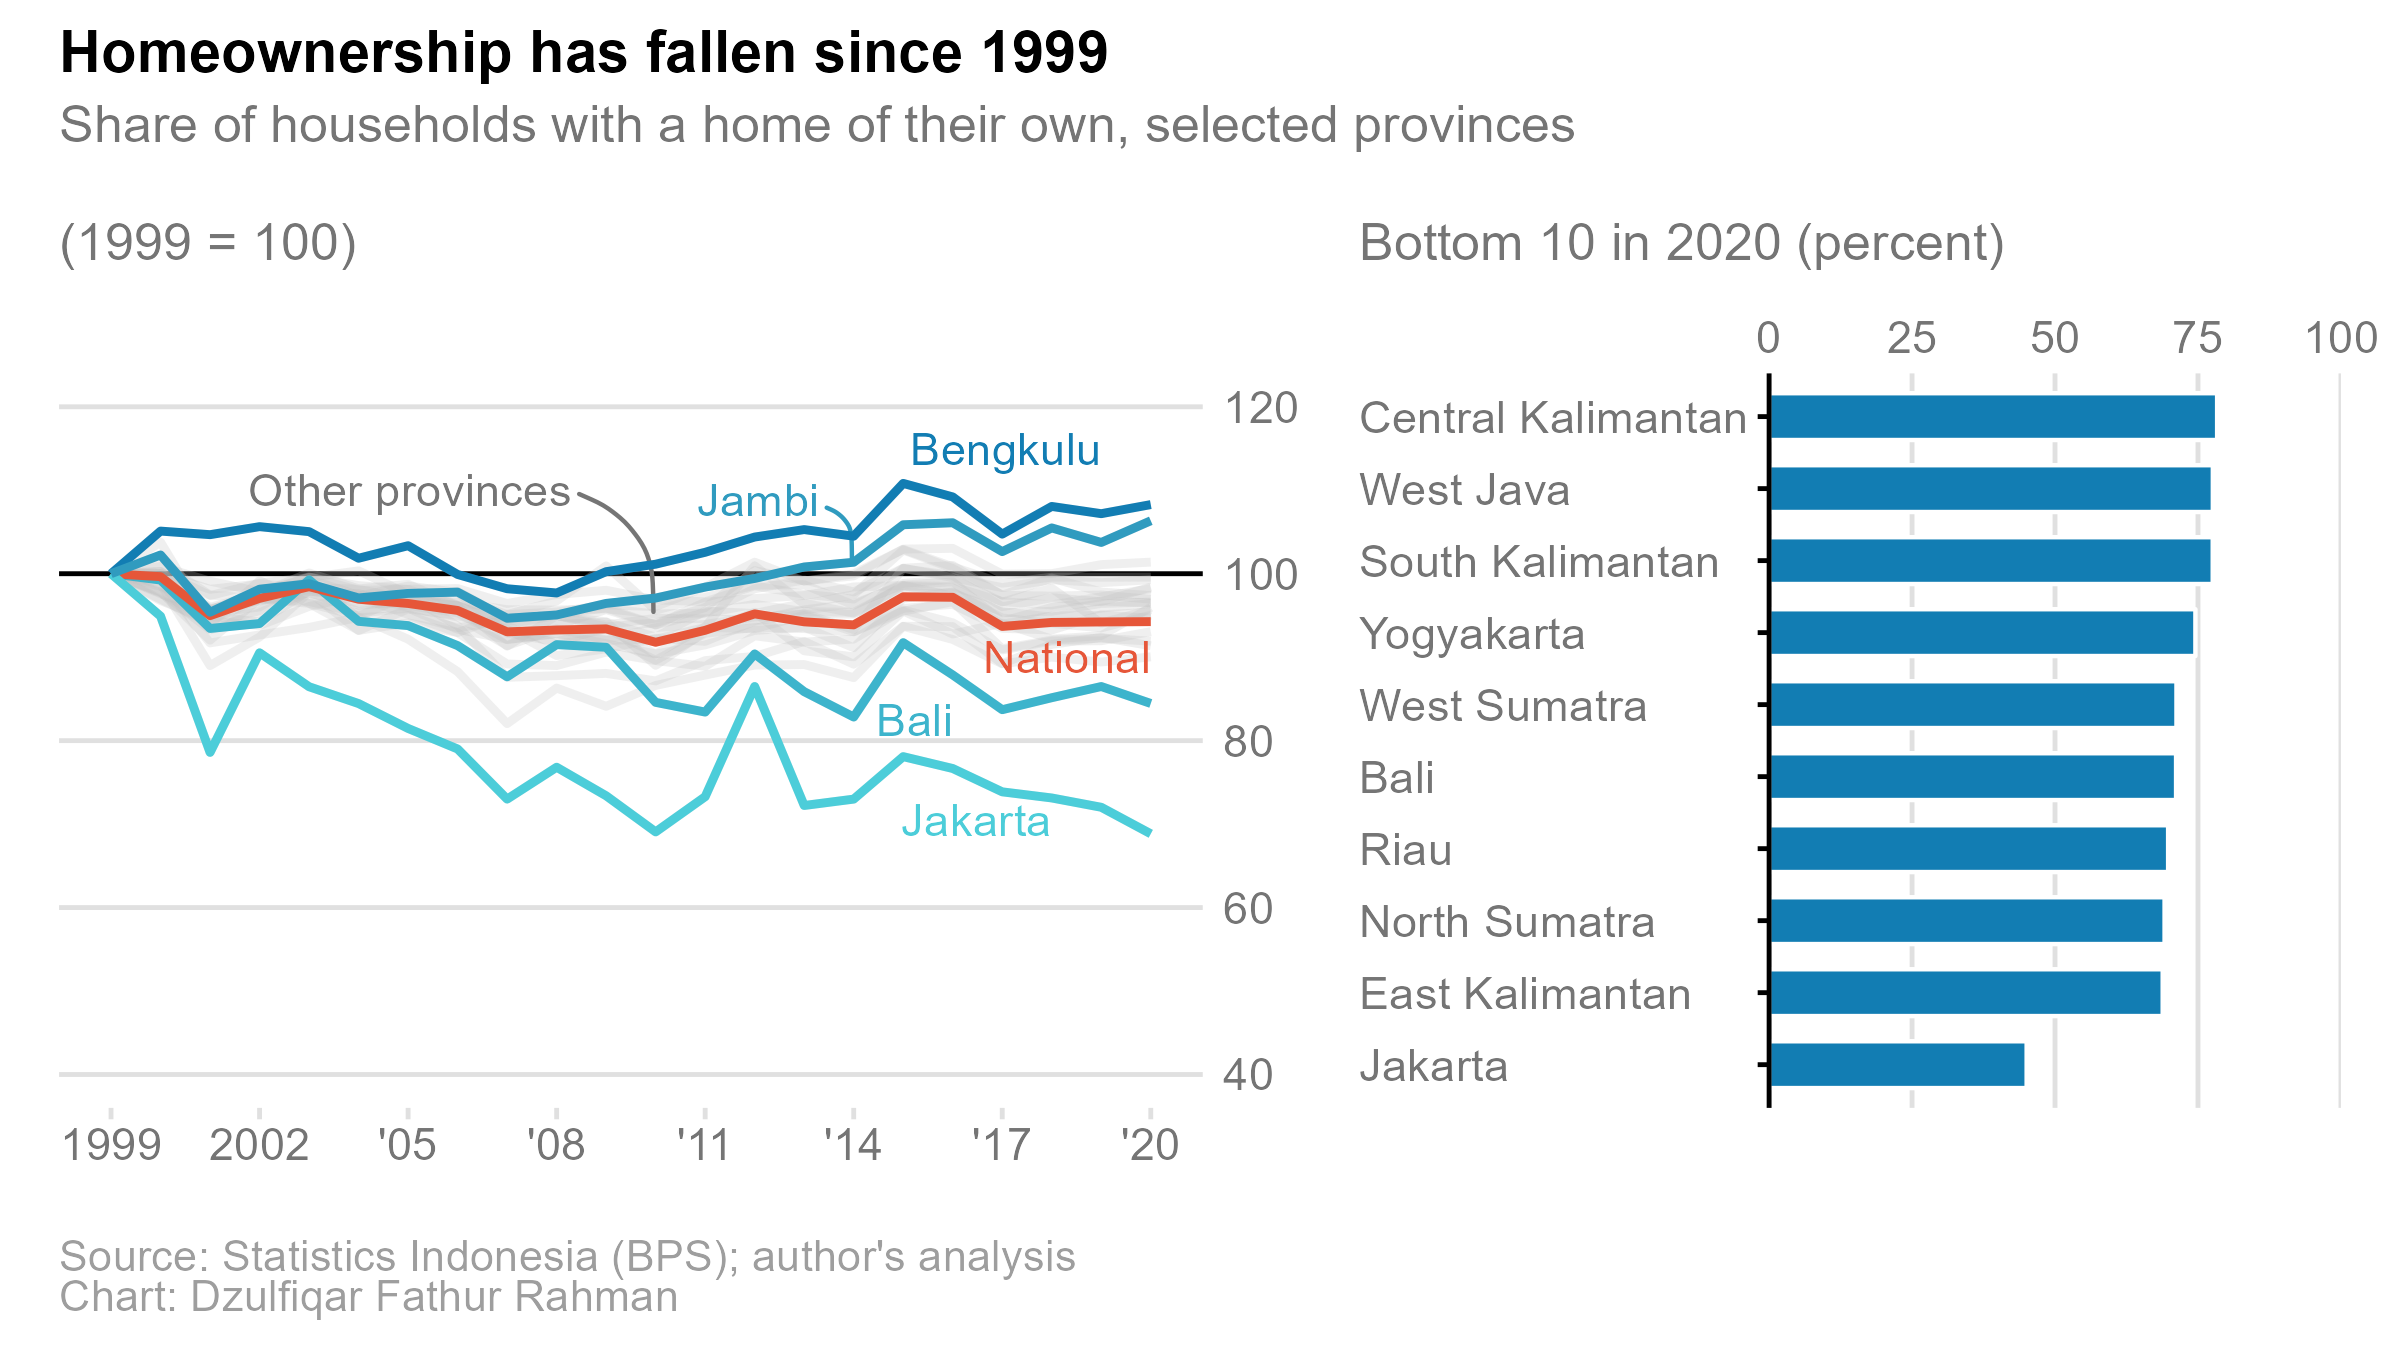 Homeownership has fallen since 1999
Share of households with a home of their own, selected provinces
(1999 = 100)
120
100
80
60
40
Bengkulu
Other provinces
Jambi
National
Bali
Jakarta
1999 2002 '05 '08 '11 '14 '17 '20
Bottom 10 in 2020 (percent)
0 25 50 75 100
Central Kalimantan
West Java
South Kalimantan
Yogyakarta
West Sumatra
Bali
Riau
North Sumatra
East Kalimantan
Jakarta
Source: Statistics Indonesia (BPS); author's analysis
Chart: Dzulfiqar Fathur Rahman